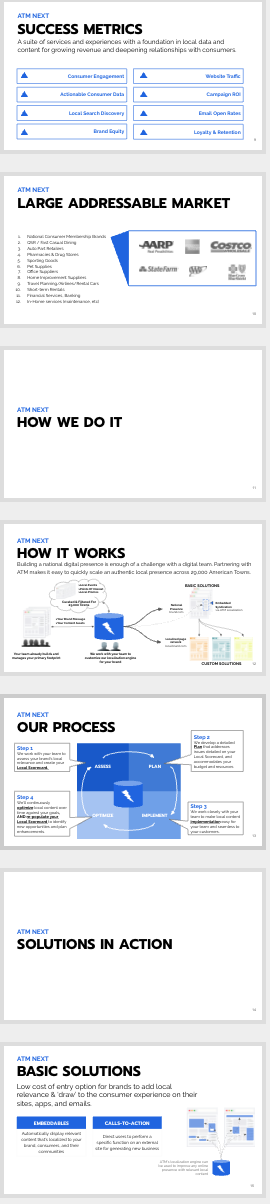 ATM NEXT
SUCCESS METRICS
A suite of services and experiences with a foundation in local data and
content for growing revenue and deepening relationships with consumers.
Consumer Engagement
Website Traffic
Actionable Consumer Data
Campaign ROI
Local Search Discovery
Email Open Rates
Brand Equity
Loyalty & Retention
ATM NEXT
LARGE ADDRESSABLE MARKET
1. National Consumer Membership Brands
2. QSR / Fast Casual Dining
3. Auto Part Retailers
4. Pharmacies & Drug Stores
5. Sporting Goods
6. Pet Supplies
7. Office Suppliers
8. Home Improvement Suppliers
9. Travel Planning/Airlines/Rental Cars
10. Short-term Rentals
11. Financial Services: Banking
12. In-Home services (maintenance, etc)
AARP
COSTCO
StateFarm
ATM NEXT
HOW WE DO IT
ATM NEXT
HOW IT WORKS
Building a national digital presence is enough of a challenge with a digital team. Partnering with
ATM makes it easy to quickly scale an authentic local presence across 29,000 American Towns.
BASIC SOLUTIONS
Your team already builds and
manages your primary footprint
We work with your team to
customize our localization engine
for your brand
CUSTOM SOLUTIONS
ATM NEXT
OUR PROCESS
Step 1
We work with your team to
assess your brand's local
relevance and create your
Local Scorecard.
Step 2
We develop a detailed
Plan that addresses
issues detailed on your
Local Scorecard, and
accommodates your
budget and resources.
ASSESS
PLAN
OPTIMIZE
IMPLEMENT
Step 4
We'll continuously
optimize local content over
time against your goals,
AND re-populate your
Local Scorecard to identify
new opportunities and plan
enhancements.
Step 3
We work closely with your
team to make local content
implementation easy for
your team and seamless to
your customers.
ATM NEXT
SOLUTIONS IN ACTION
ATM NEXT
BASIC SOLUTIONS
Low cost of entry option for brands to add local
relevance & 'draw' to the consumer experience on their
sites, apps, and emails.
EMBEDDABLES
CALLS-TO-ACTION
Automatically display relevant
content that's localized to your
brand, consumers, and their
communities
Direct users to perform a
specific function on an external
site for generating new business